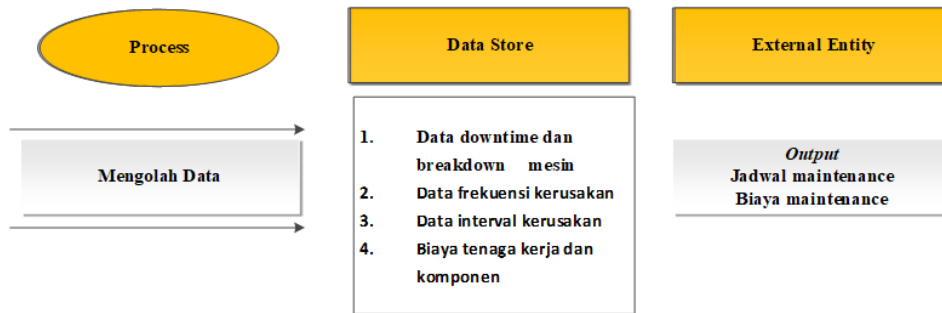 Process
Data Store
External Entity
Mengolah Data
1. Data downtime dan
breakdown mesin
2. Data frekuensi kerusakan
3. Data interval kerusakan
4. Biaya tenaga kerja dan
komponen
Output
Jadwal maintenance
Biaya maintenance